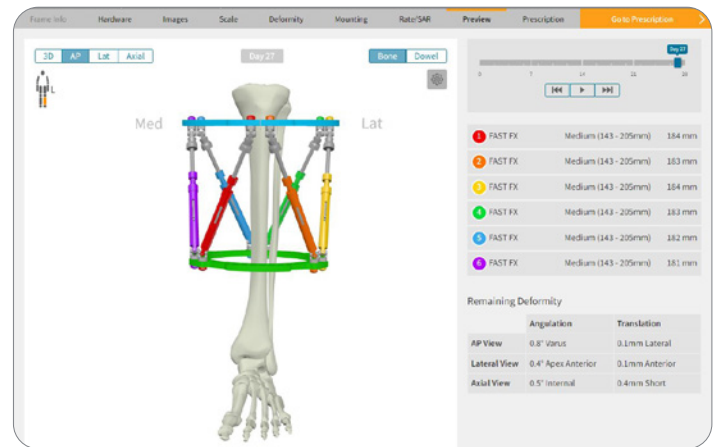 Frame Info Hardware Images Scale Deformity Mounting Rate/SAR Preview Prescription Go to Prescription
3D AP Lat Axial Day 27 Bone Dowel
L
Med Lat
Day 27
0 7 14 21 28
1 FAST FX Medium (143 - 205mm) 184 mm
2 FAST FX Medium (143 - 205mm) 183 mm
3 FAST FX Medium (143 - 205mm) 184 mm
4 FAST FX Medium (143 - 205mm) 183 mm
5 FAST FX Medium (143 - 205mm) 182 mm
6 FAST FX Medium (143 - 205mm) 181 mm
Remaining Deformity
Angulation Translation
AP View 0.8° Varus 0.1mm Lateral
Lateral View 0.4° Apex Anterior 0.1mm Anterior
Axial View 0.5° Internal 0.4mm Short